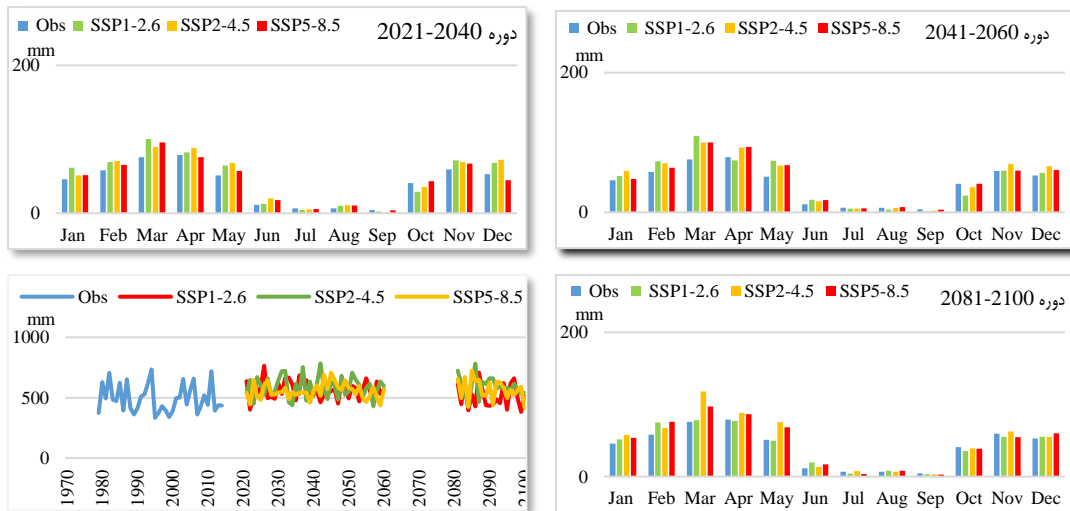 Obs SSP1-2.6 SSP2-4.5 SSP5-8.5
دوره 2021-2040
mm
200
0
Jan Feb Mar Apr May Jun Jul Aug Sep Oct Nov Dec
Obs SSP1-2.6 SSP2-4.5 SSP5-8.5
دوره 2041-2060
mm
200
0
Jan Feb Mar Apr May Jun Jul Aug Sep Oct Nov Dec
Obs SSP1-2.6 SSP2-4.5 SSP5-8.5
mm
1000
500
0
1970 1980 1990 2000 2010 2020 2030 2040 2050 2060 2070 2080 2090 2100
Obs SSP1-2.6 SSP2-4.5 SSP5-8.5
دوره 2081-2100
mm
200
0
Jan Feb Mar Apr May Jun Jul Aug Sep Oct Nov Dec